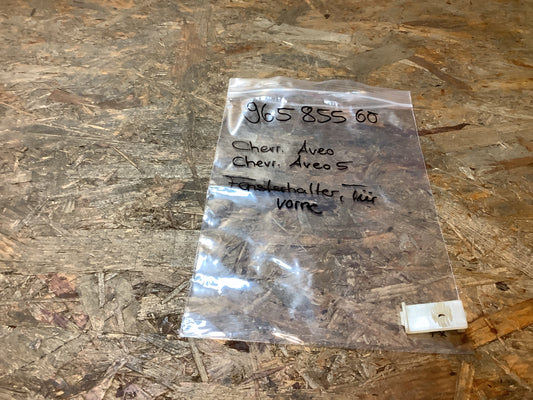 965 855 60
Chevr. Aveo
Chevr. Aveo 5
Fensterhalter, Tür
vorne